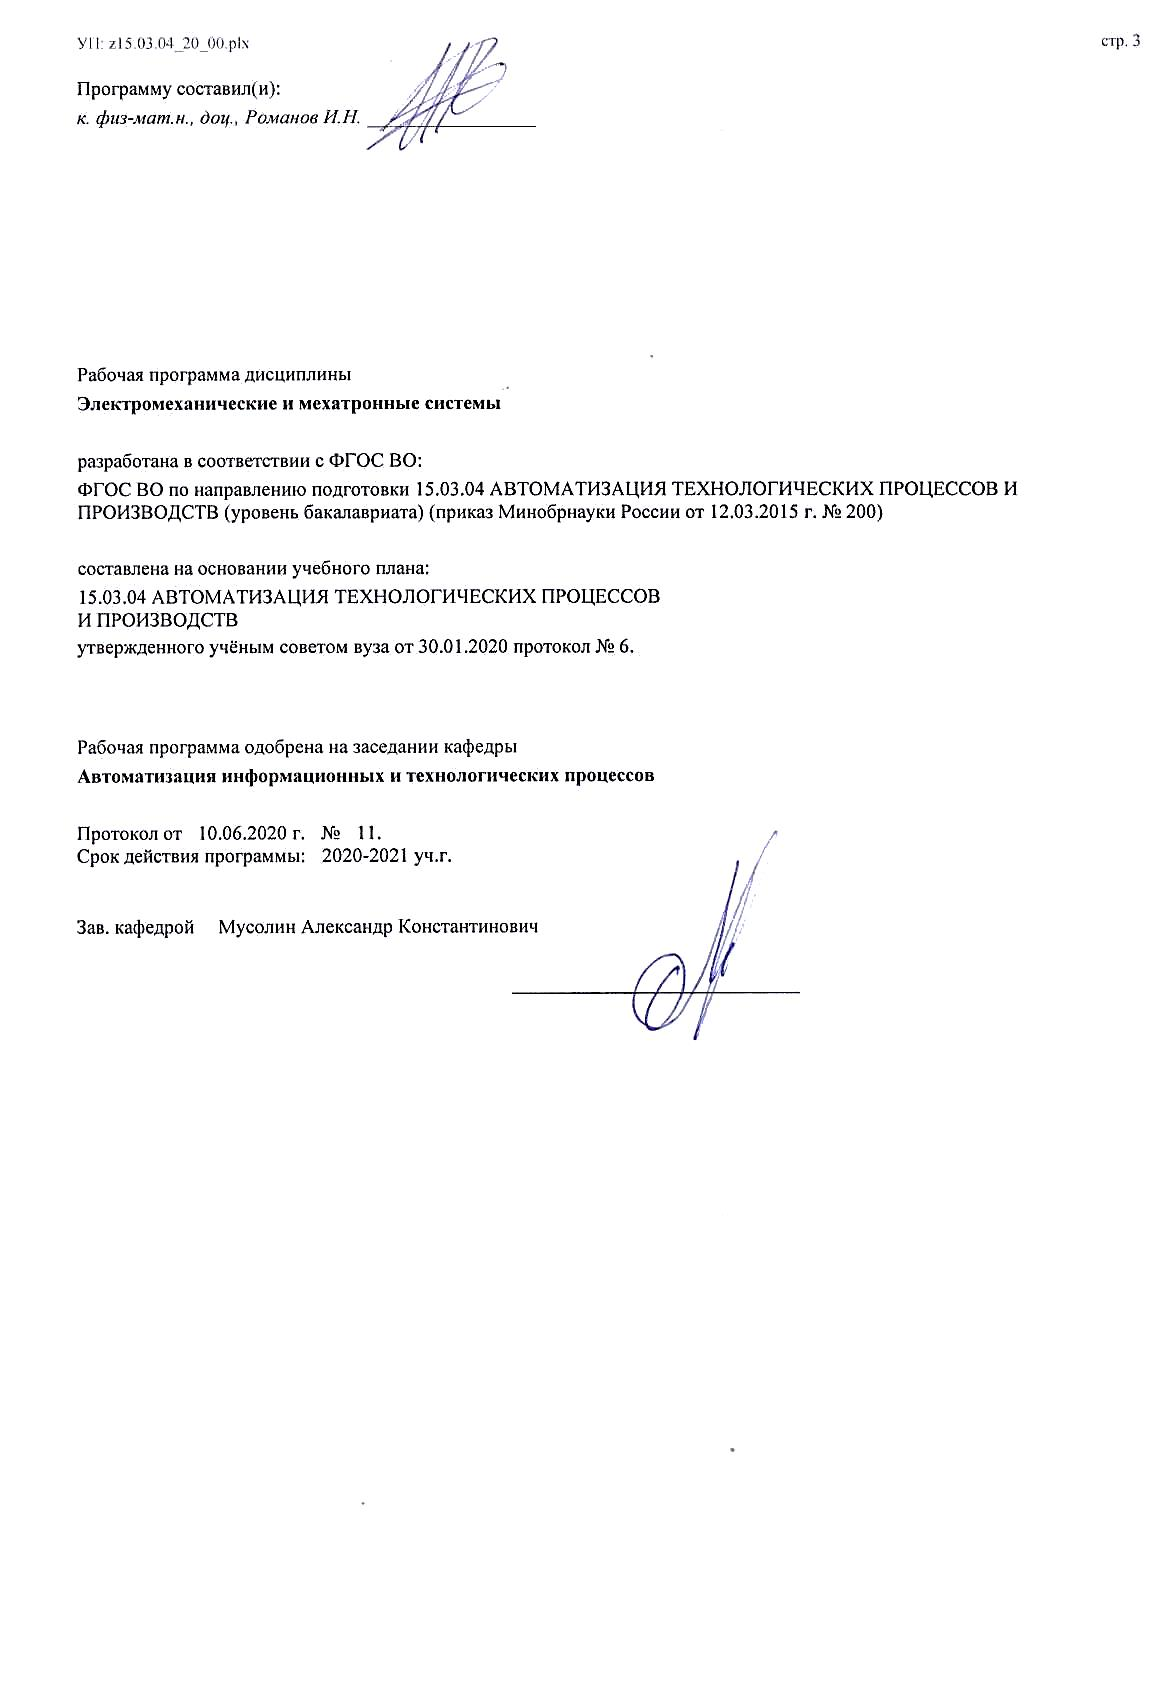 УП: z15.03.04_20_00.plx
стр. 3
Программу составил(и):
к. физ-мат.н., доц., Романов И.Н.
Рабочая программа дисциплины
Электромеханические и мехатронные системы
разработана в соответствии с ФГОС ВО:
ФГОС ВО по направлению подготовки 15.03.04 АВТОМАТИЗАЦИЯ ТЕХНОЛОГИЧЕСКИХ ПРОЦЕССОВ И
ПРОИЗВОДСТВ (уровень бакалавриата) (приказ Минобрнауки России от 12.03.2015 г. № 200)
составлена на основании учебного плана:
15.03.04 АВТОМАТИЗАЦИЯ ТЕХНОЛОГИЧЕСКИХ ПРОЦЕССОВ
И ПРОИЗВОДСТВ
утвержденного учёным советом вуза от 30.01.2020 протокол № 6.
Рабочая программа одобрена на заседании кафедры
Автоматизация информационных и технологических процессов
Протокол от 10.06.2020 г. № 11.
Срок действия программы: 2020-2021 уч.г.
Зав. кафедрой Мусолин Александр Константинович